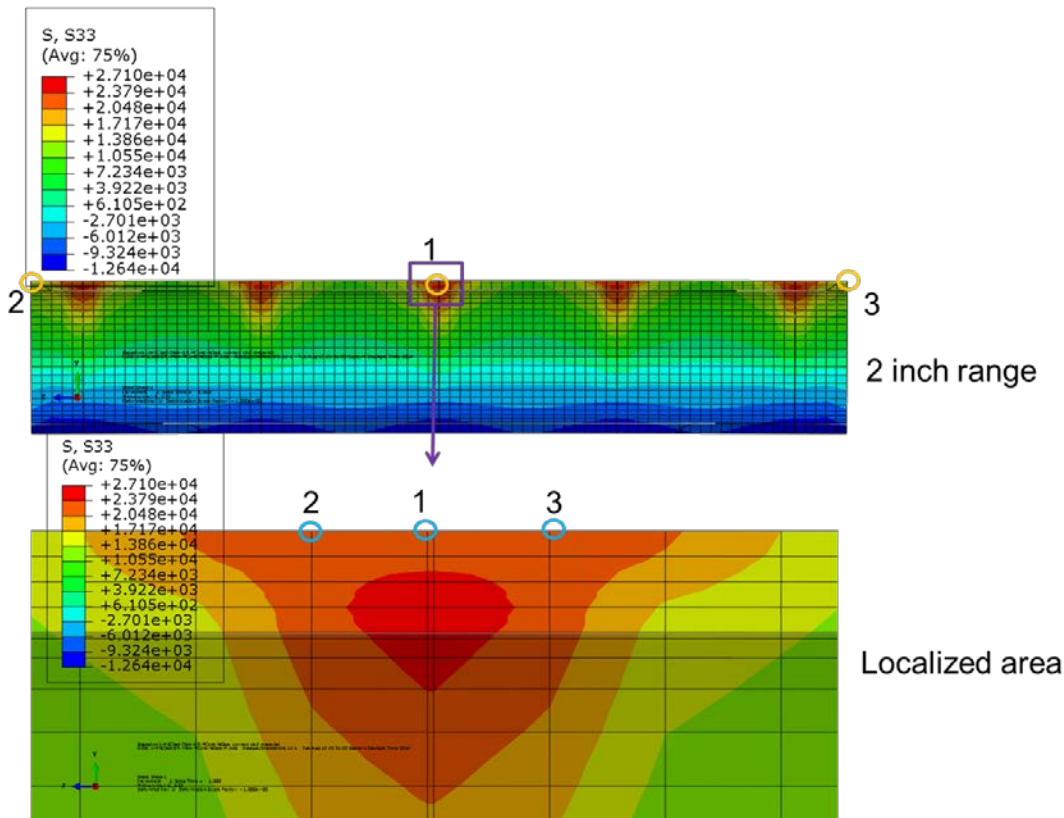 S, S33
(Avg: 75%)
+2.710e+04
+2.379e+04
+2.048e+04
+1.717e+04
+1.386e+04
+1.055e+04
+7.234e+03
+3.922e+03
+6.105e+02
-2.701e+03
-6.012e+03
-9.324e+03
-1.264e+04
1
2
3
Y
Z
2 inch range
S, S33
(Avg: 75%)
+2.710e+04
+2.379e+04
+2.048e+04
+1.717e+04
+1.386e+04
+1.055e+04
+7.234e+03
+3.922e+03
+6.105e+02
-2.701e+03
-6.012e+03
-9.324e+03
-1.264e+04
2 1 3
Localized area
Y
Z